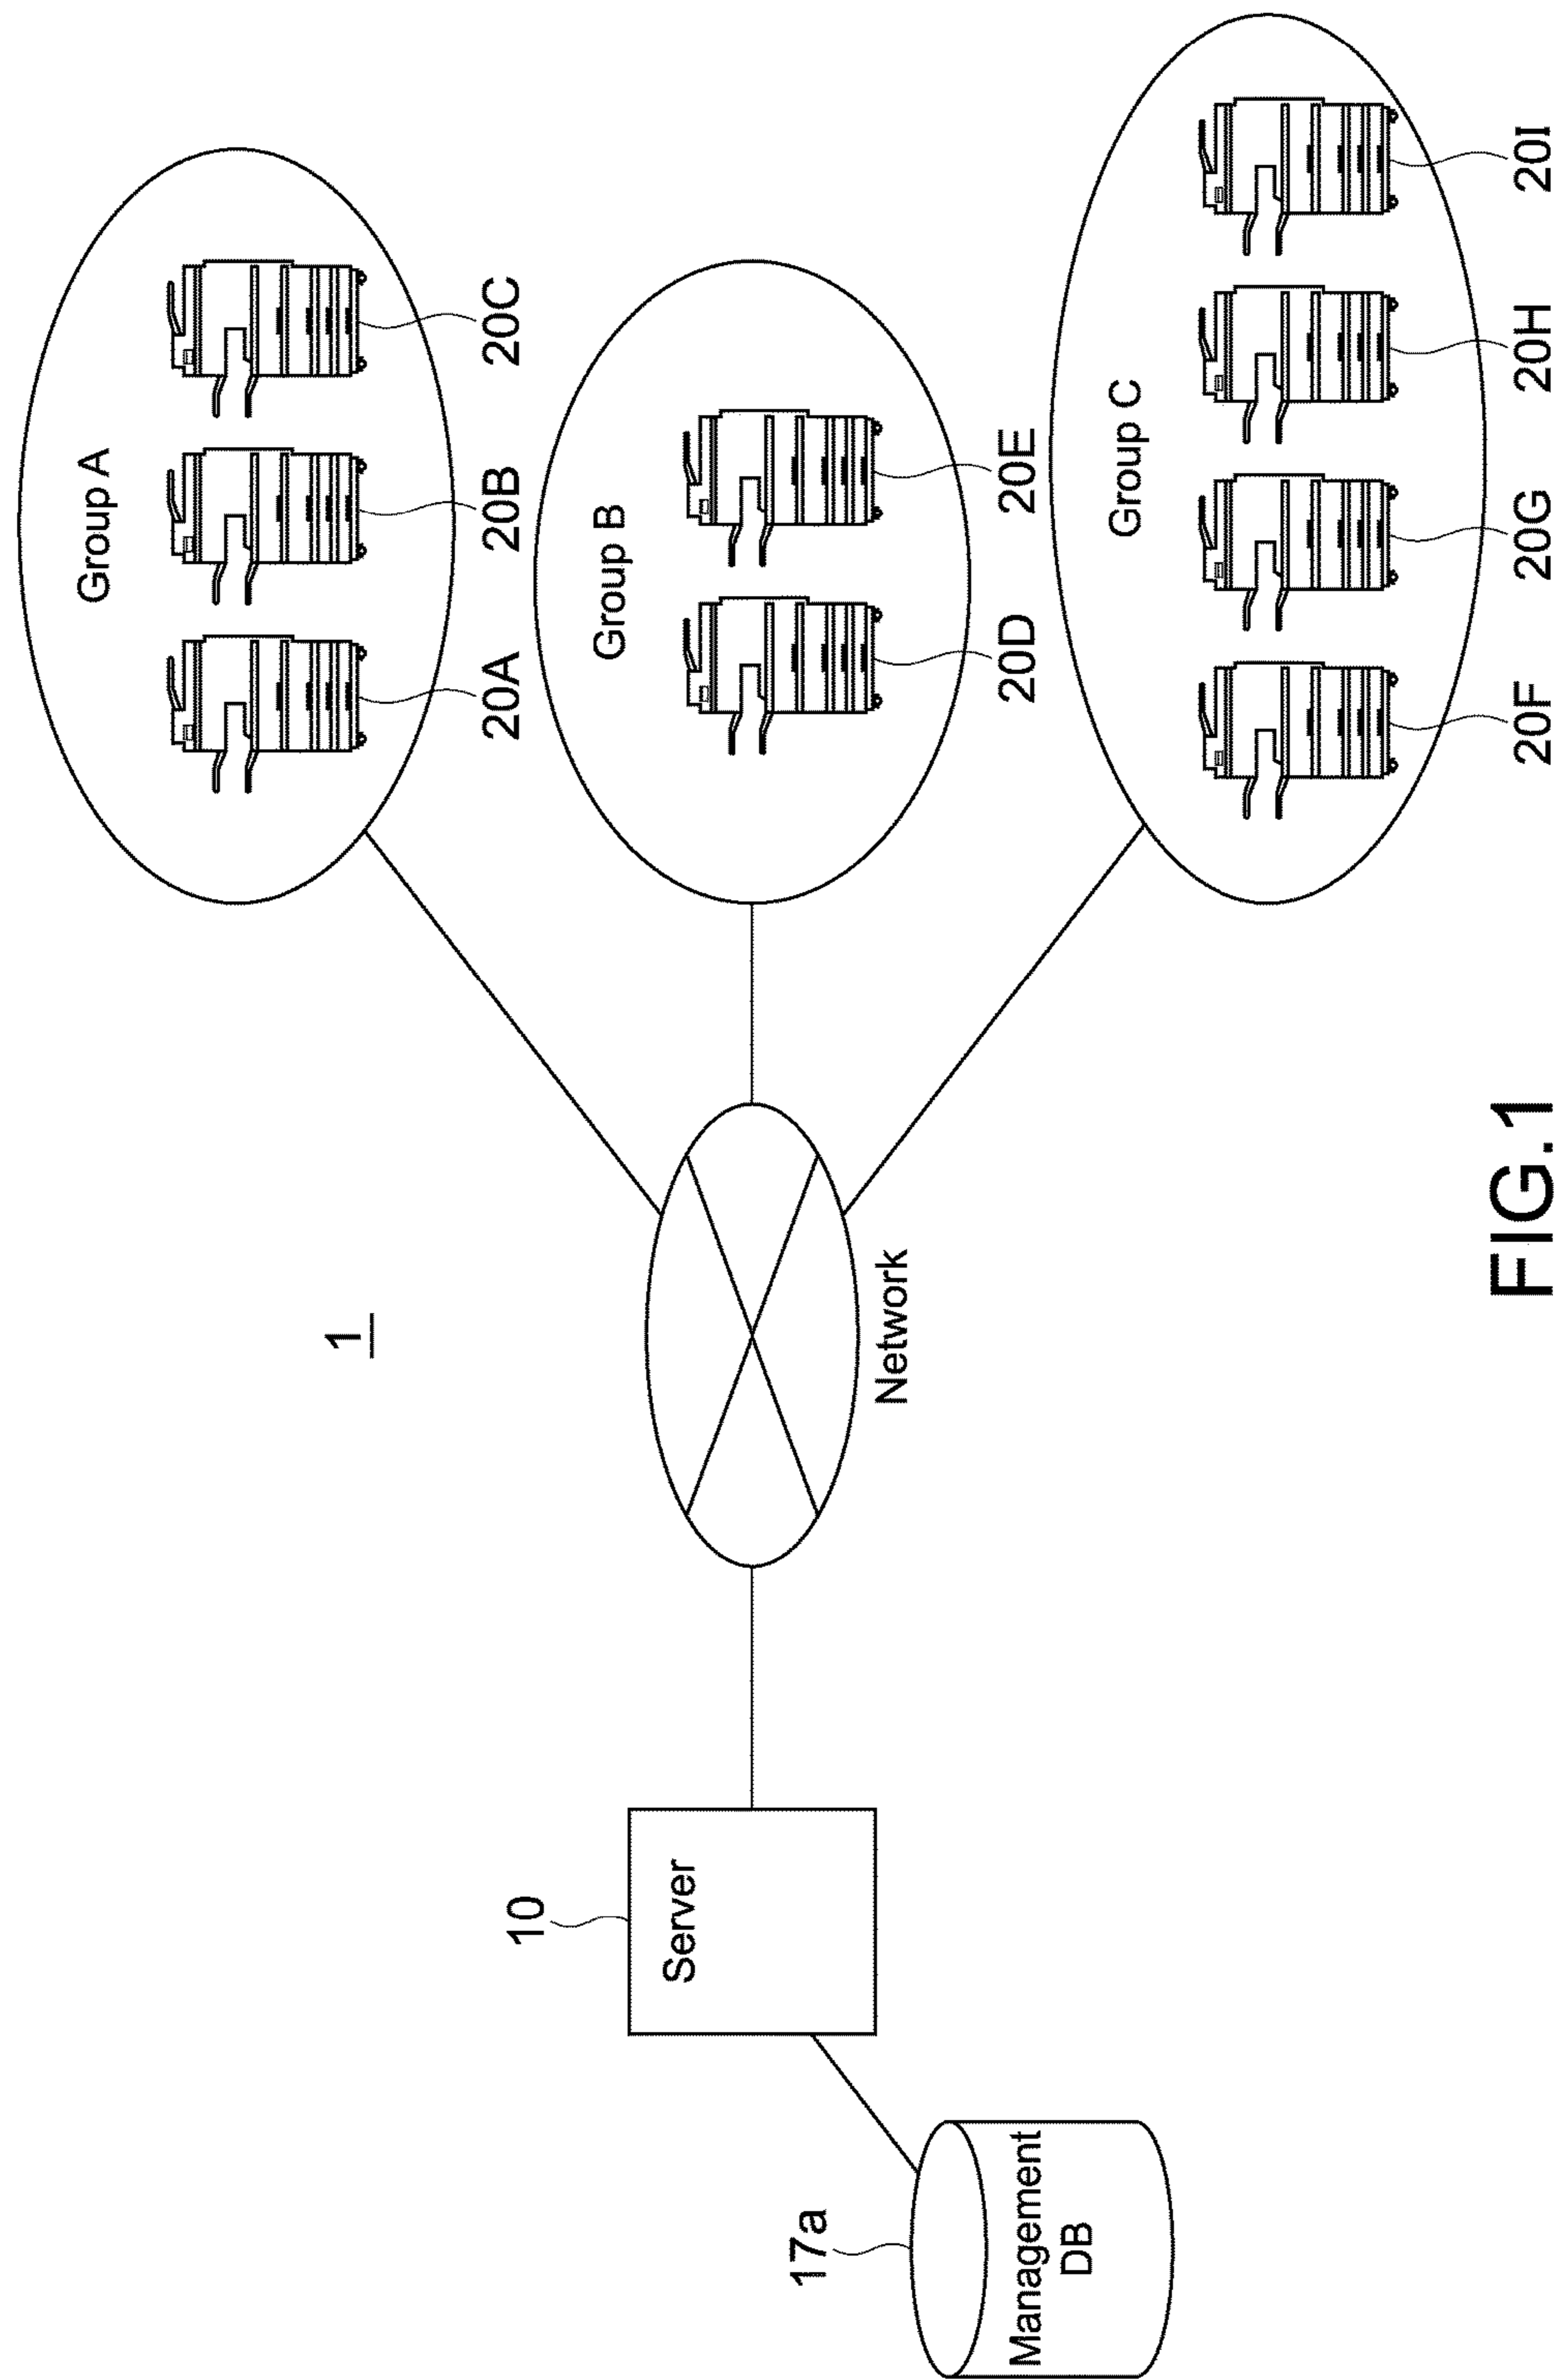 1
Group A
20A
20B
20C
10
Server
Group B
20D
20E
17a
Management
DB
Network
Group C
20F
20G
20H
20I
FIG.1